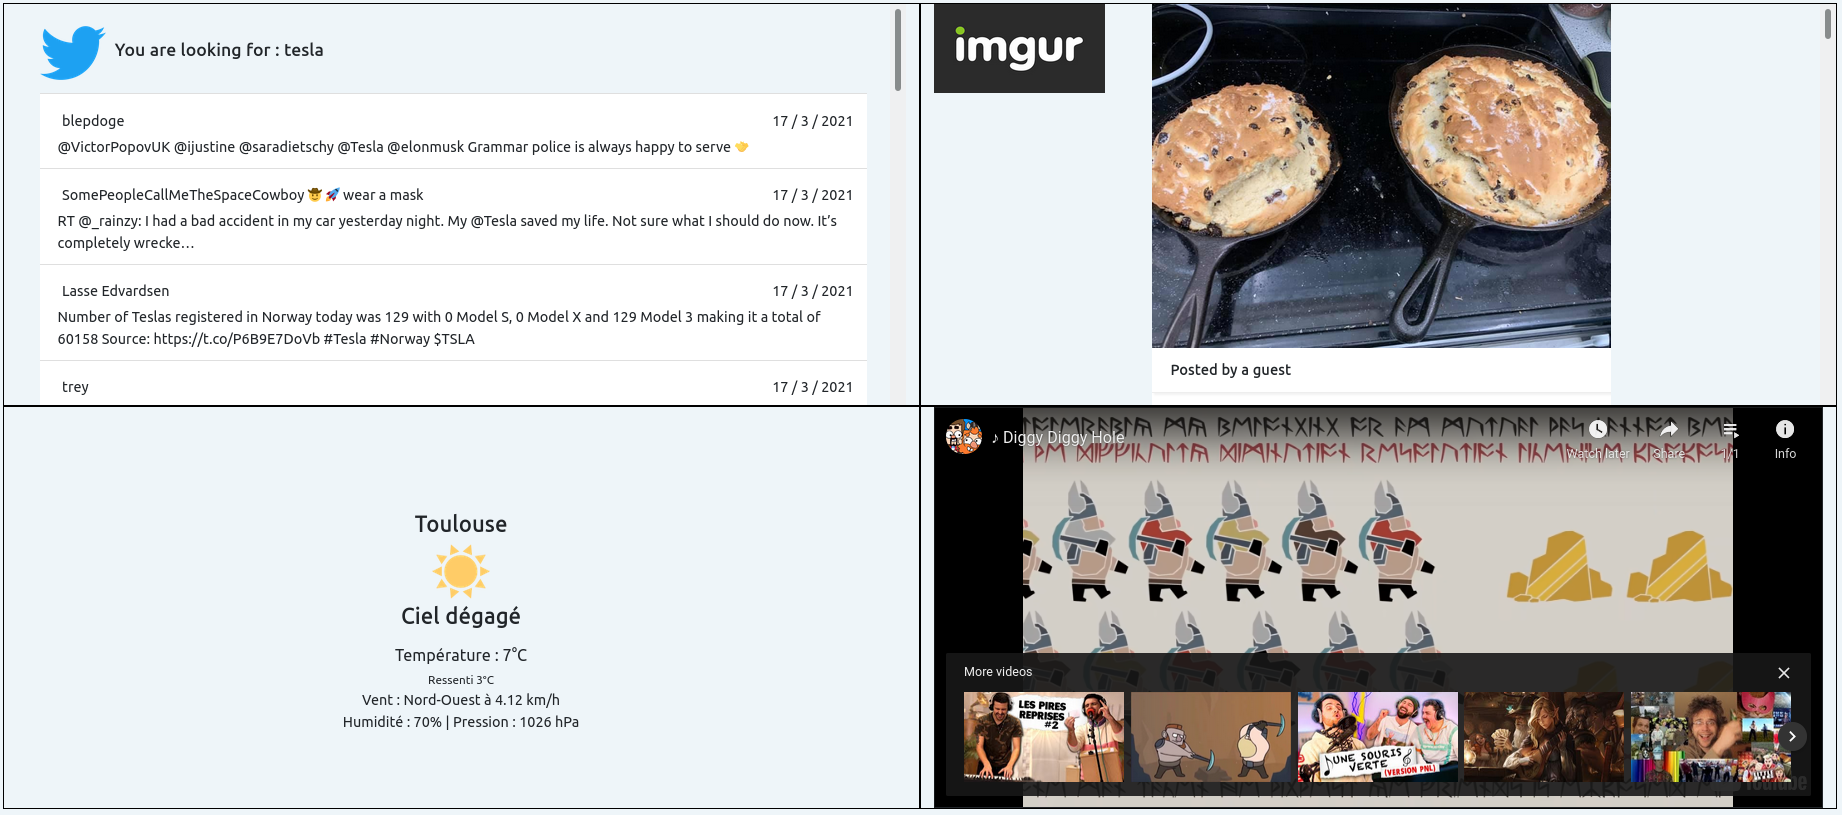 You are looking for : tesla
blepdoge
17 / 3 / 2021
@VictorPopovUK @ijustine @saradietschy @Tesla @elonmusk Grammar police is always happy to serve 🤝
SomePeopleCallMeTheSpaceCowboy 🤠 🚀 wear a mask
17 / 3 / 2021
RT @_rainzy: I had a bad accident in my car yesterday night. My @Tesla saved my life. Not sure what I should do now. It’s
completely wrecke…
Lasse Edvardsen
17 / 3 / 2021
Number of Teslas registered in Norway today was 129 with 0 Model S, 0 Model X and 129 Model 3 making it a total of
60158 Source: https://t.co/P6B9E7DoVb #Tesla #Norway $TSLA
trey
17 / 3 / 2021
imgur
Posted by a guest
Toulouse
Ciel dégagé
Température : 7°C
Ressenti 3°C
Vent : Nord-Ouest à 4.12 km/h
Humidité : 70% | Pression : 1026 hPa
♪ Diggy Diggy Hole
Watch later
Share
1/1
Info
More videos
LES PIRES
REPRISES
#2
UNE SOURIS
VERTE
(VERSION PNL)
YouTube